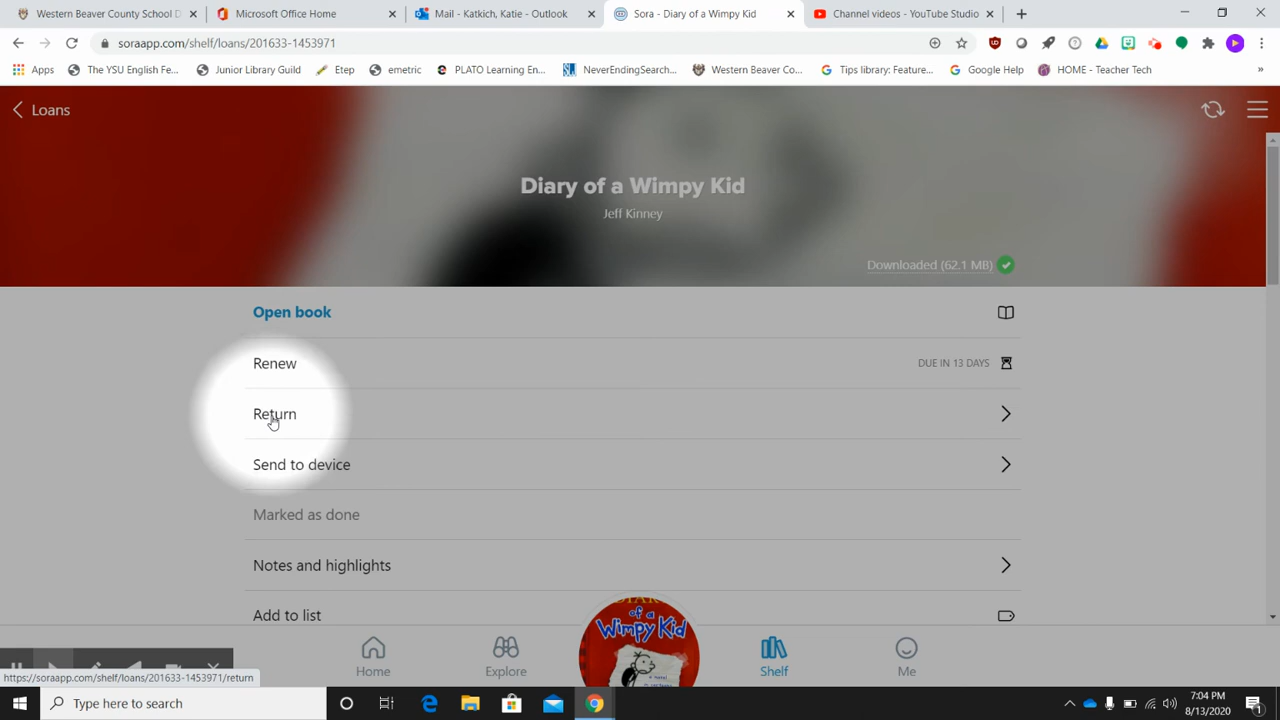 Western Beaver County School D
Microsoft Office Home
Mail - Katkich, Katie - Outlook
Sora - Diary of a Wimpy Kid
Channel videos - YouTube Studio
soraapp.com/shelf/loans/201633-1453971
Apps
The YSU English Fe...
Junior Library Guild
Etep
emetric
PLATO Learning En...
NeverEndingSearch...
Western Beaver Co...
Tips library: Feature...
Google Help
HOME - Teacher Tech
»
Loans
Diary of a Wimpy Kid
Jeff Kinney
Downloaded (62.1 MB)
Open book
Renew
DUE IN 13 DAYS
Return
Send to device
Marked as done
Notes and highlights
Add to list
of a
Wimpy Kid
Home
Explore
Shelf
Me
https://soraapp.com/shelf/loans/201633-1453971/return
Type here to search
7:04 PM
8/13/2020
1